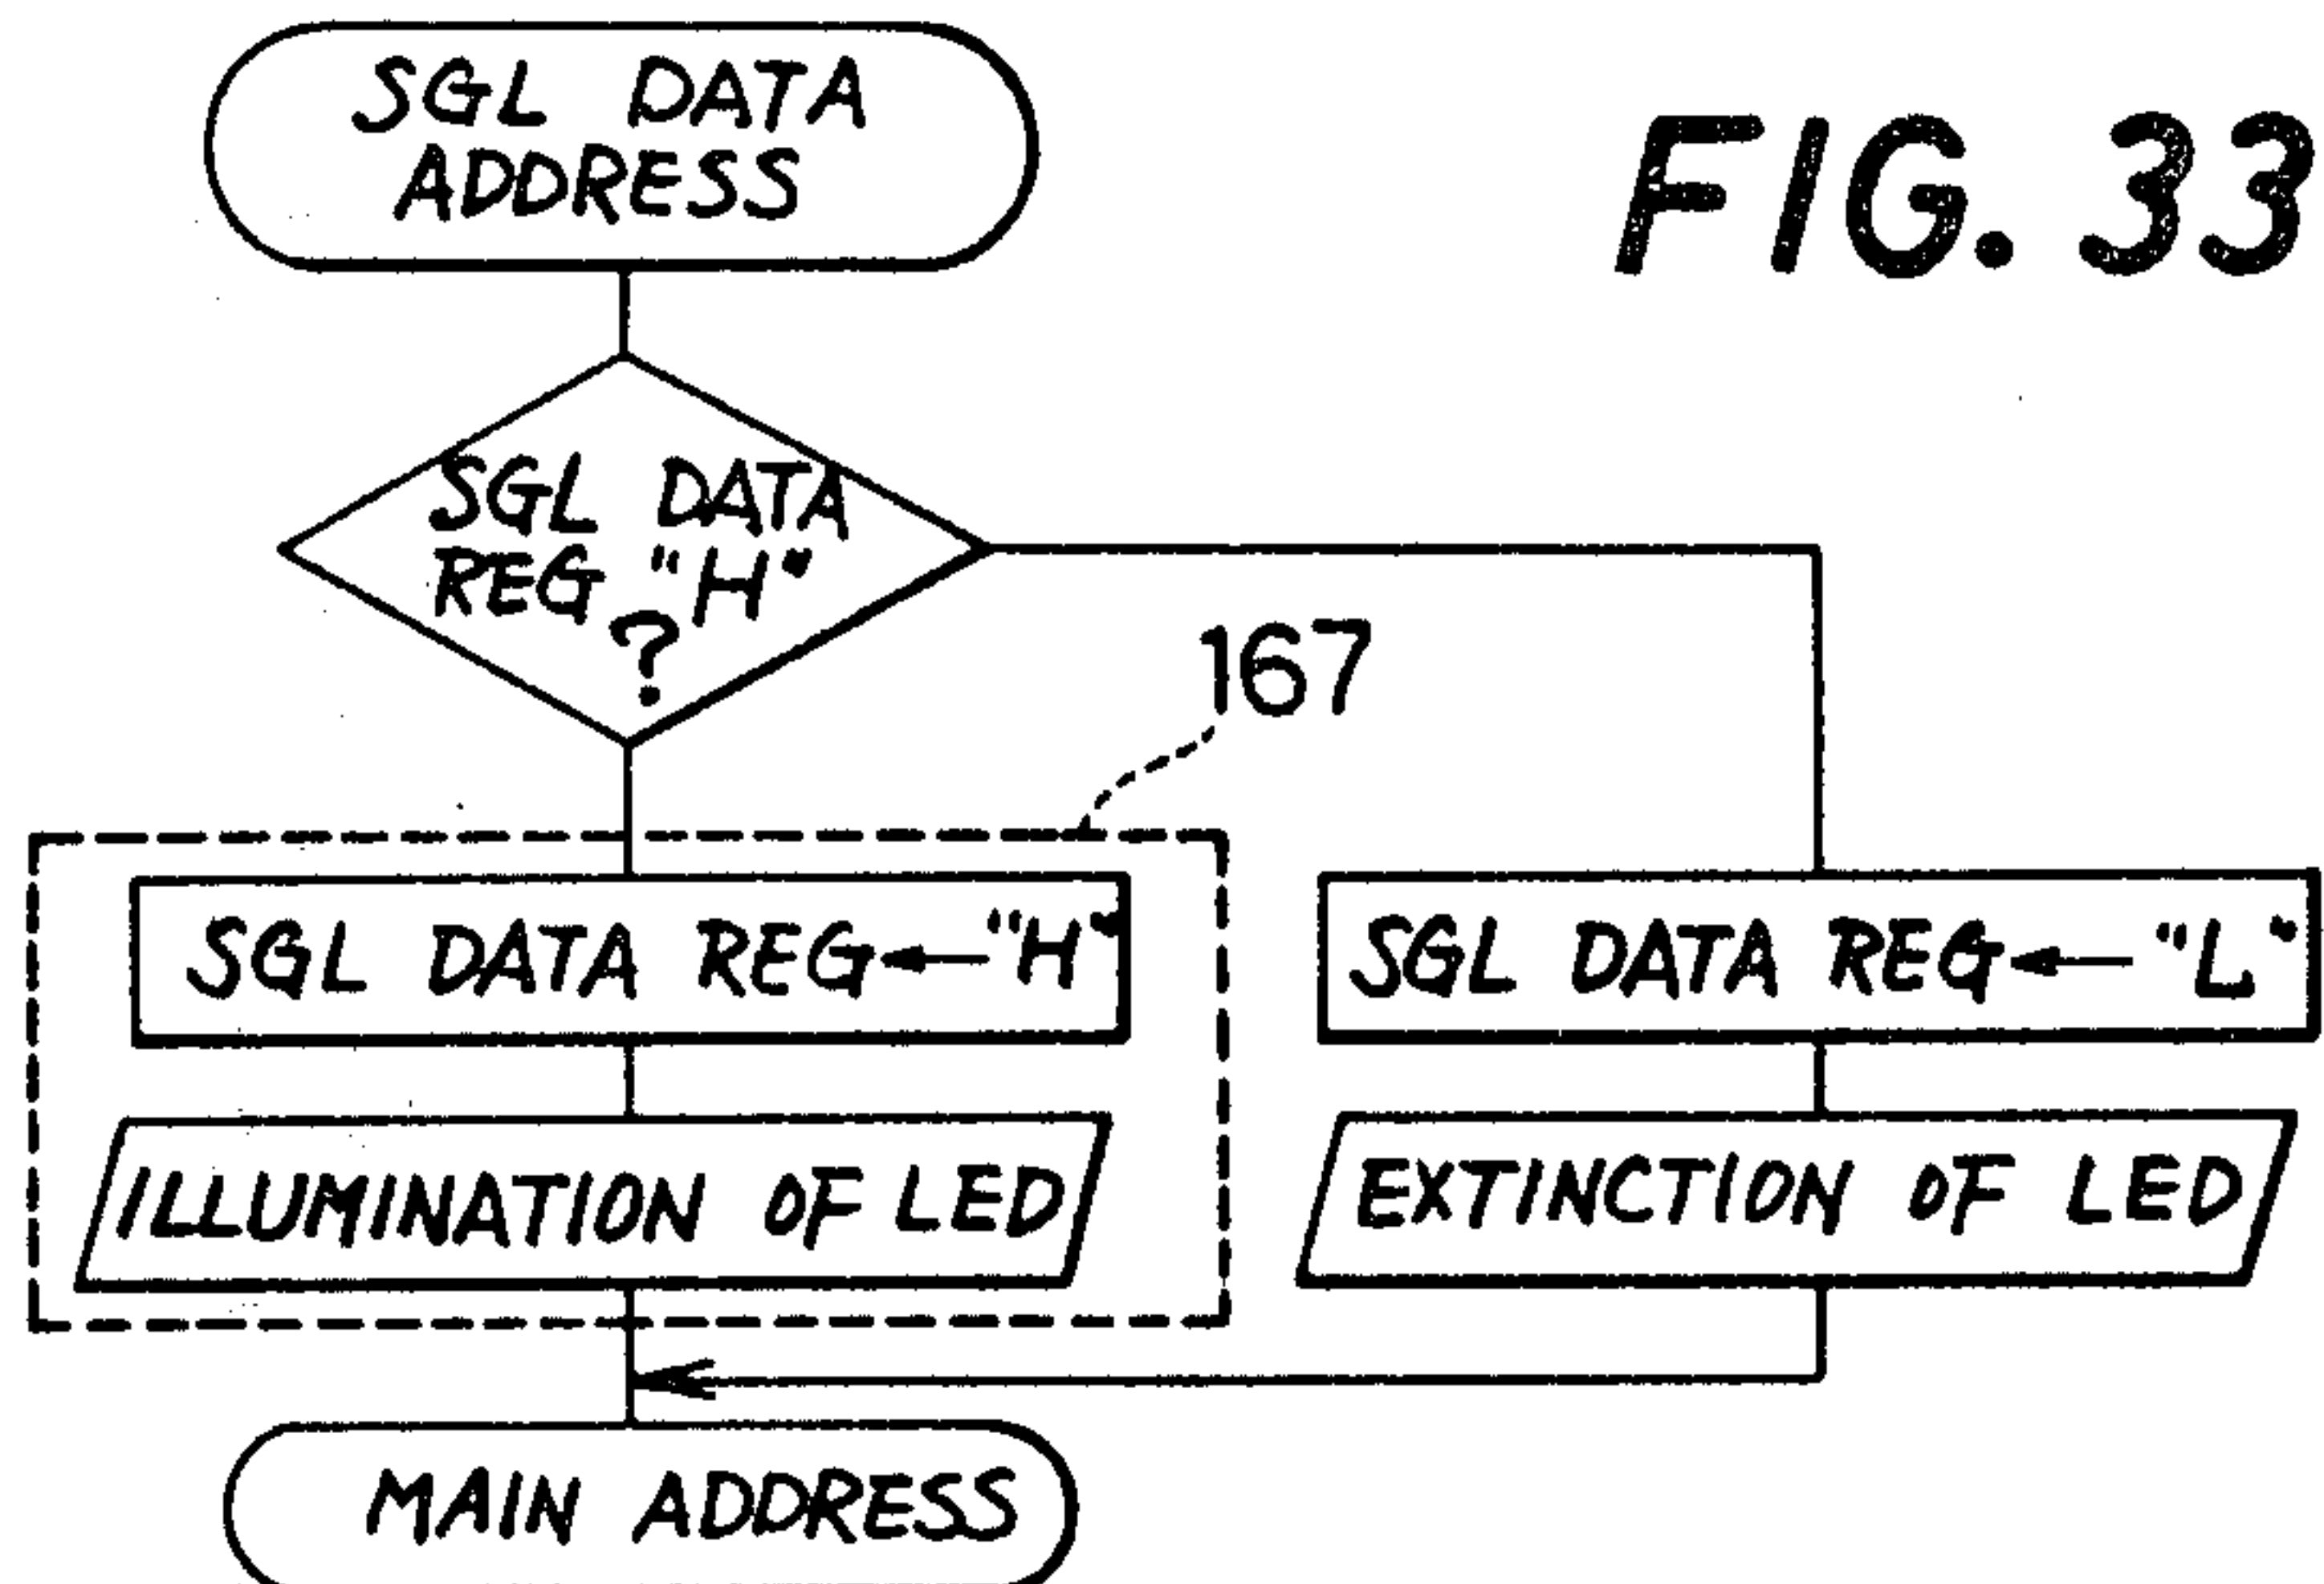 SGL DATA
ADDRESS
FIG. 33
SGL DATA
REG "H"
?
167
SGL DATA REG ← "H"
SGL DATA REG ← "L"
ILLUMINATION OF LED
EXTINCTION OF LED
MAIN ADDRESS